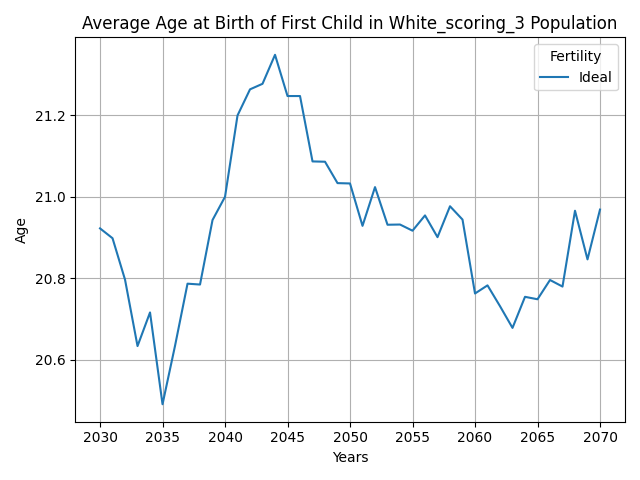 Average Age at Birth of First Child in White_scoring_3 Population
Fertility
Ideal
21.2
21.0
20.8
20.6
Age
2030 2035 2040 2045 2050 2055 2060 2065 2070
Years